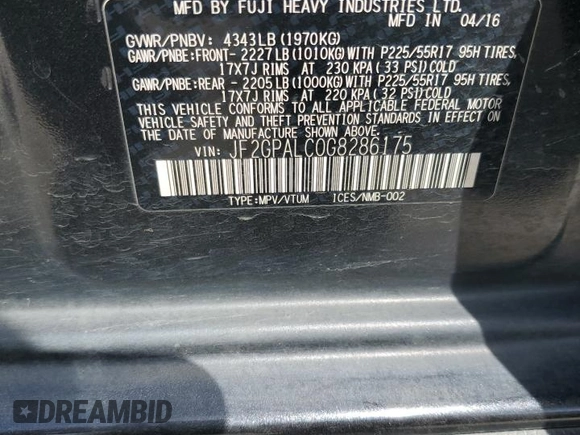 MFD BY FUJI HEAVY INDUSTRIES LTD.
MFD IN 04/16
GVWR/PNBV: 4343LB(1970KG)
GAWR/PNBE:FRONT-2227LB(1010KG)WITH P225/55R17 95H TIRES,
17X7J RIMS AT 230 KPA(33 PSI)COLD
GAWR/PNBE:REAR -2205LB(1000KG)WITH P225/55R17 95H TIRES,
17X7J RIMS AT 220 KPA(32 PSI)COLD
THIS VEHICLE CONFORMS TO ALL APPLICABLE FEDERAL MOTOR
VEHICLE SAFETY AND THEFT PREVENTION STANDARDS IN EFFECT ON
THE DATE OF MANUFACTURE SHOWN ABOVE.
VIN: JF2GPALC0G8286175
TYPE:MPV/VTUM ICES/NMB-002
DREAMBID